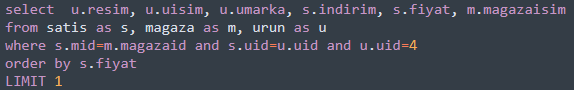 select  u.resim, u.uisim, u.umarka, s.indirim, s.fiyat, m.magazaisim
from satis as s, magaza as m, urun as u
where s.mid=m.magazaid and s.uid=u.uid and u.uid=4
order by s.fiyat
LIMIT 1